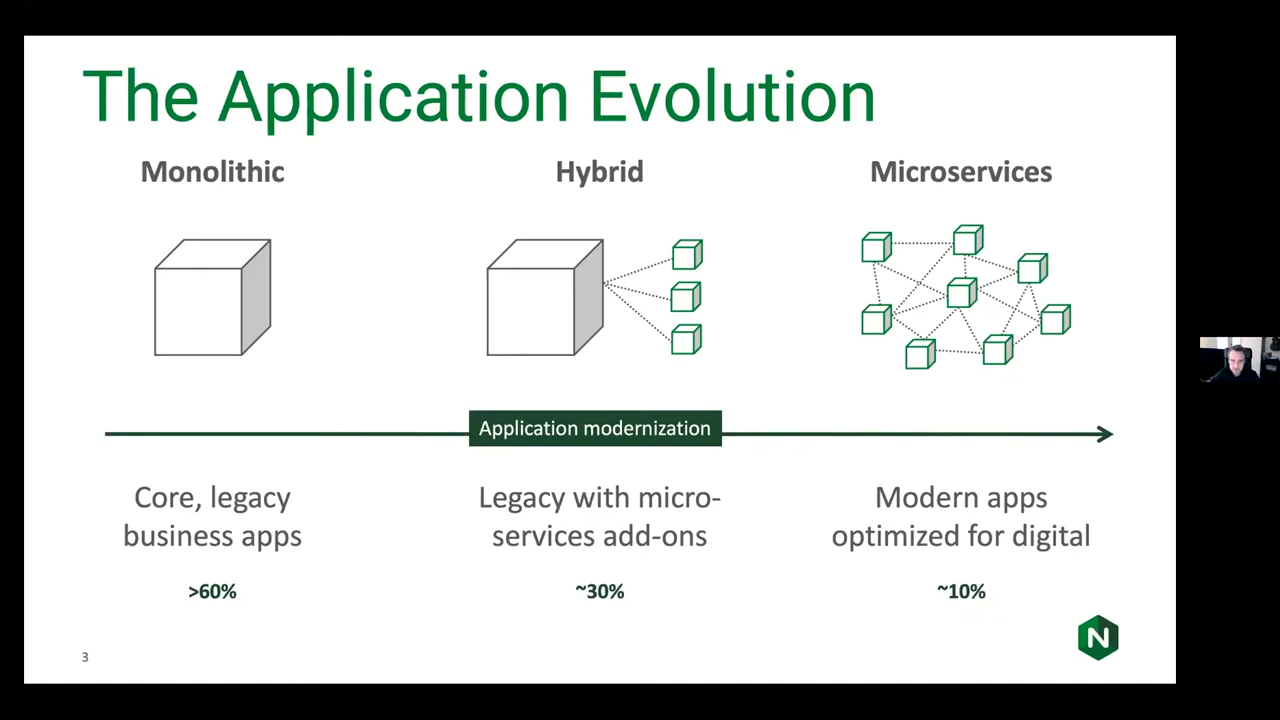 The Application Evolution
Monolithic
Hybrid
Microservices
Application modernization
Core, legacy
business apps
Legacy with micro-
services add-ons
Modern apps
optimized for digital
>60%
~30%
~10%
3
N